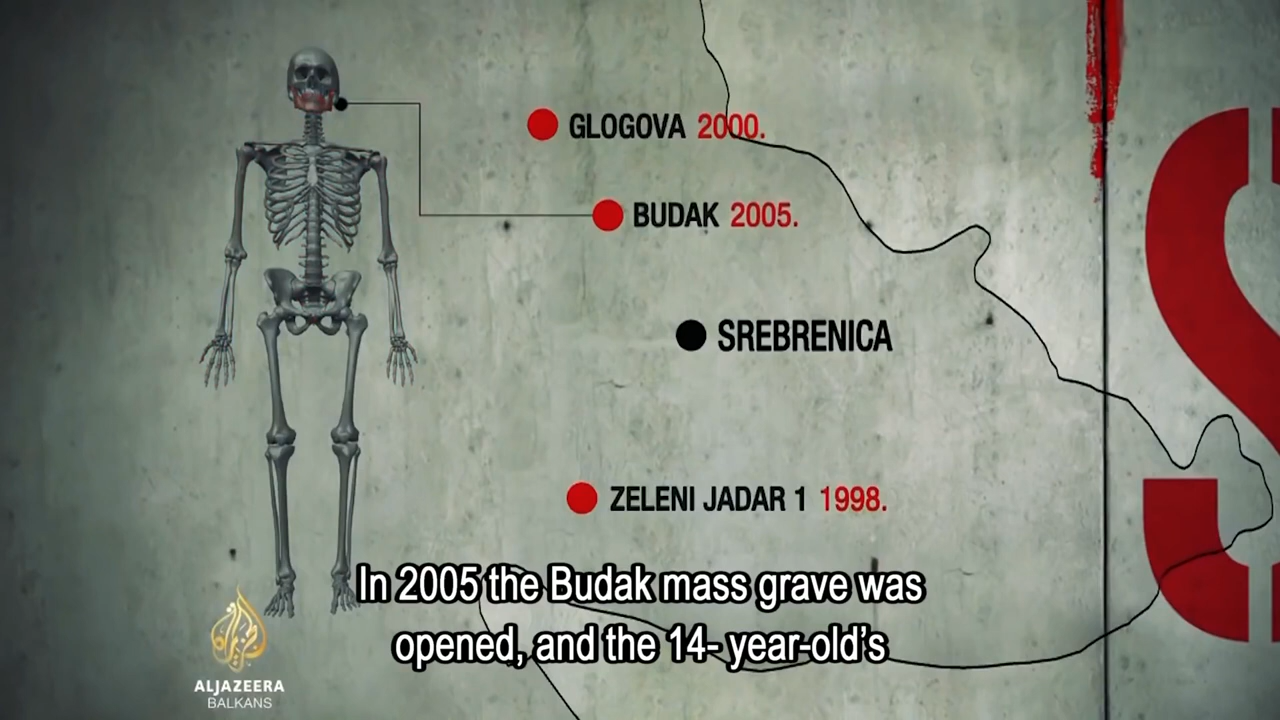 GLOGOVA 2000.
BUDAK 2005.
SREBRENICA
ZELENI JADAR 1 1998.
In 2005 the Budak mass grave was
opened, and the 14- year-old’s
الجزيرة
ALJAZEERA
BALKANS
S